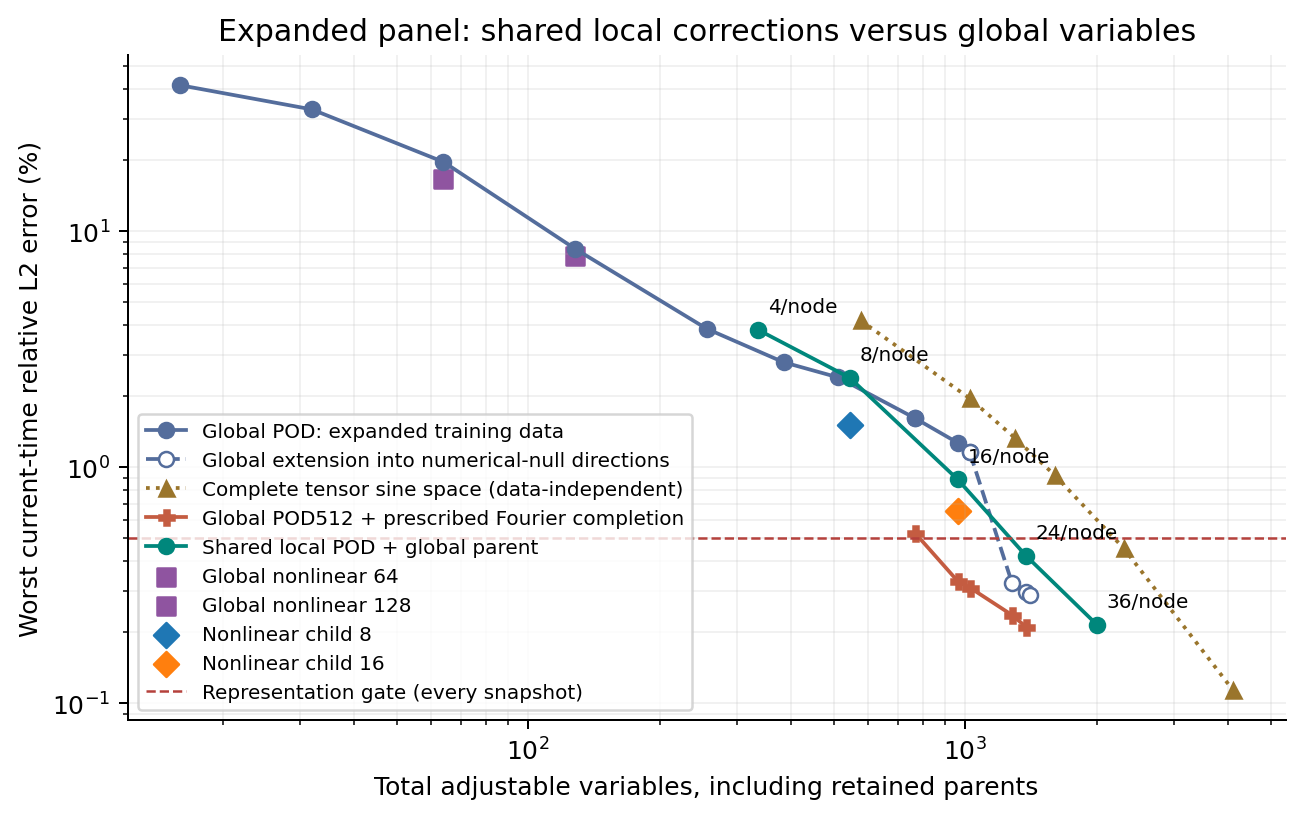 Expanded panel: shared local corrections versus global variables
Worst current-time relative L2 error (%)
10¹
10⁰
10⁻¹
4/node
8/node
16/node
24/node
36/node
Global POD: expanded training data
Global extension into numerical-null directions
Complete tensor sine space (data-independent)
Global POD512 + prescribed Fourier completion
Shared local POD + global parent
Global nonlinear 64
Global nonlinear 128
Nonlinear child 8
Nonlinear child 16
Representation gate (every snapshot)
10² 10³
Total adjustable variables, including retained parents